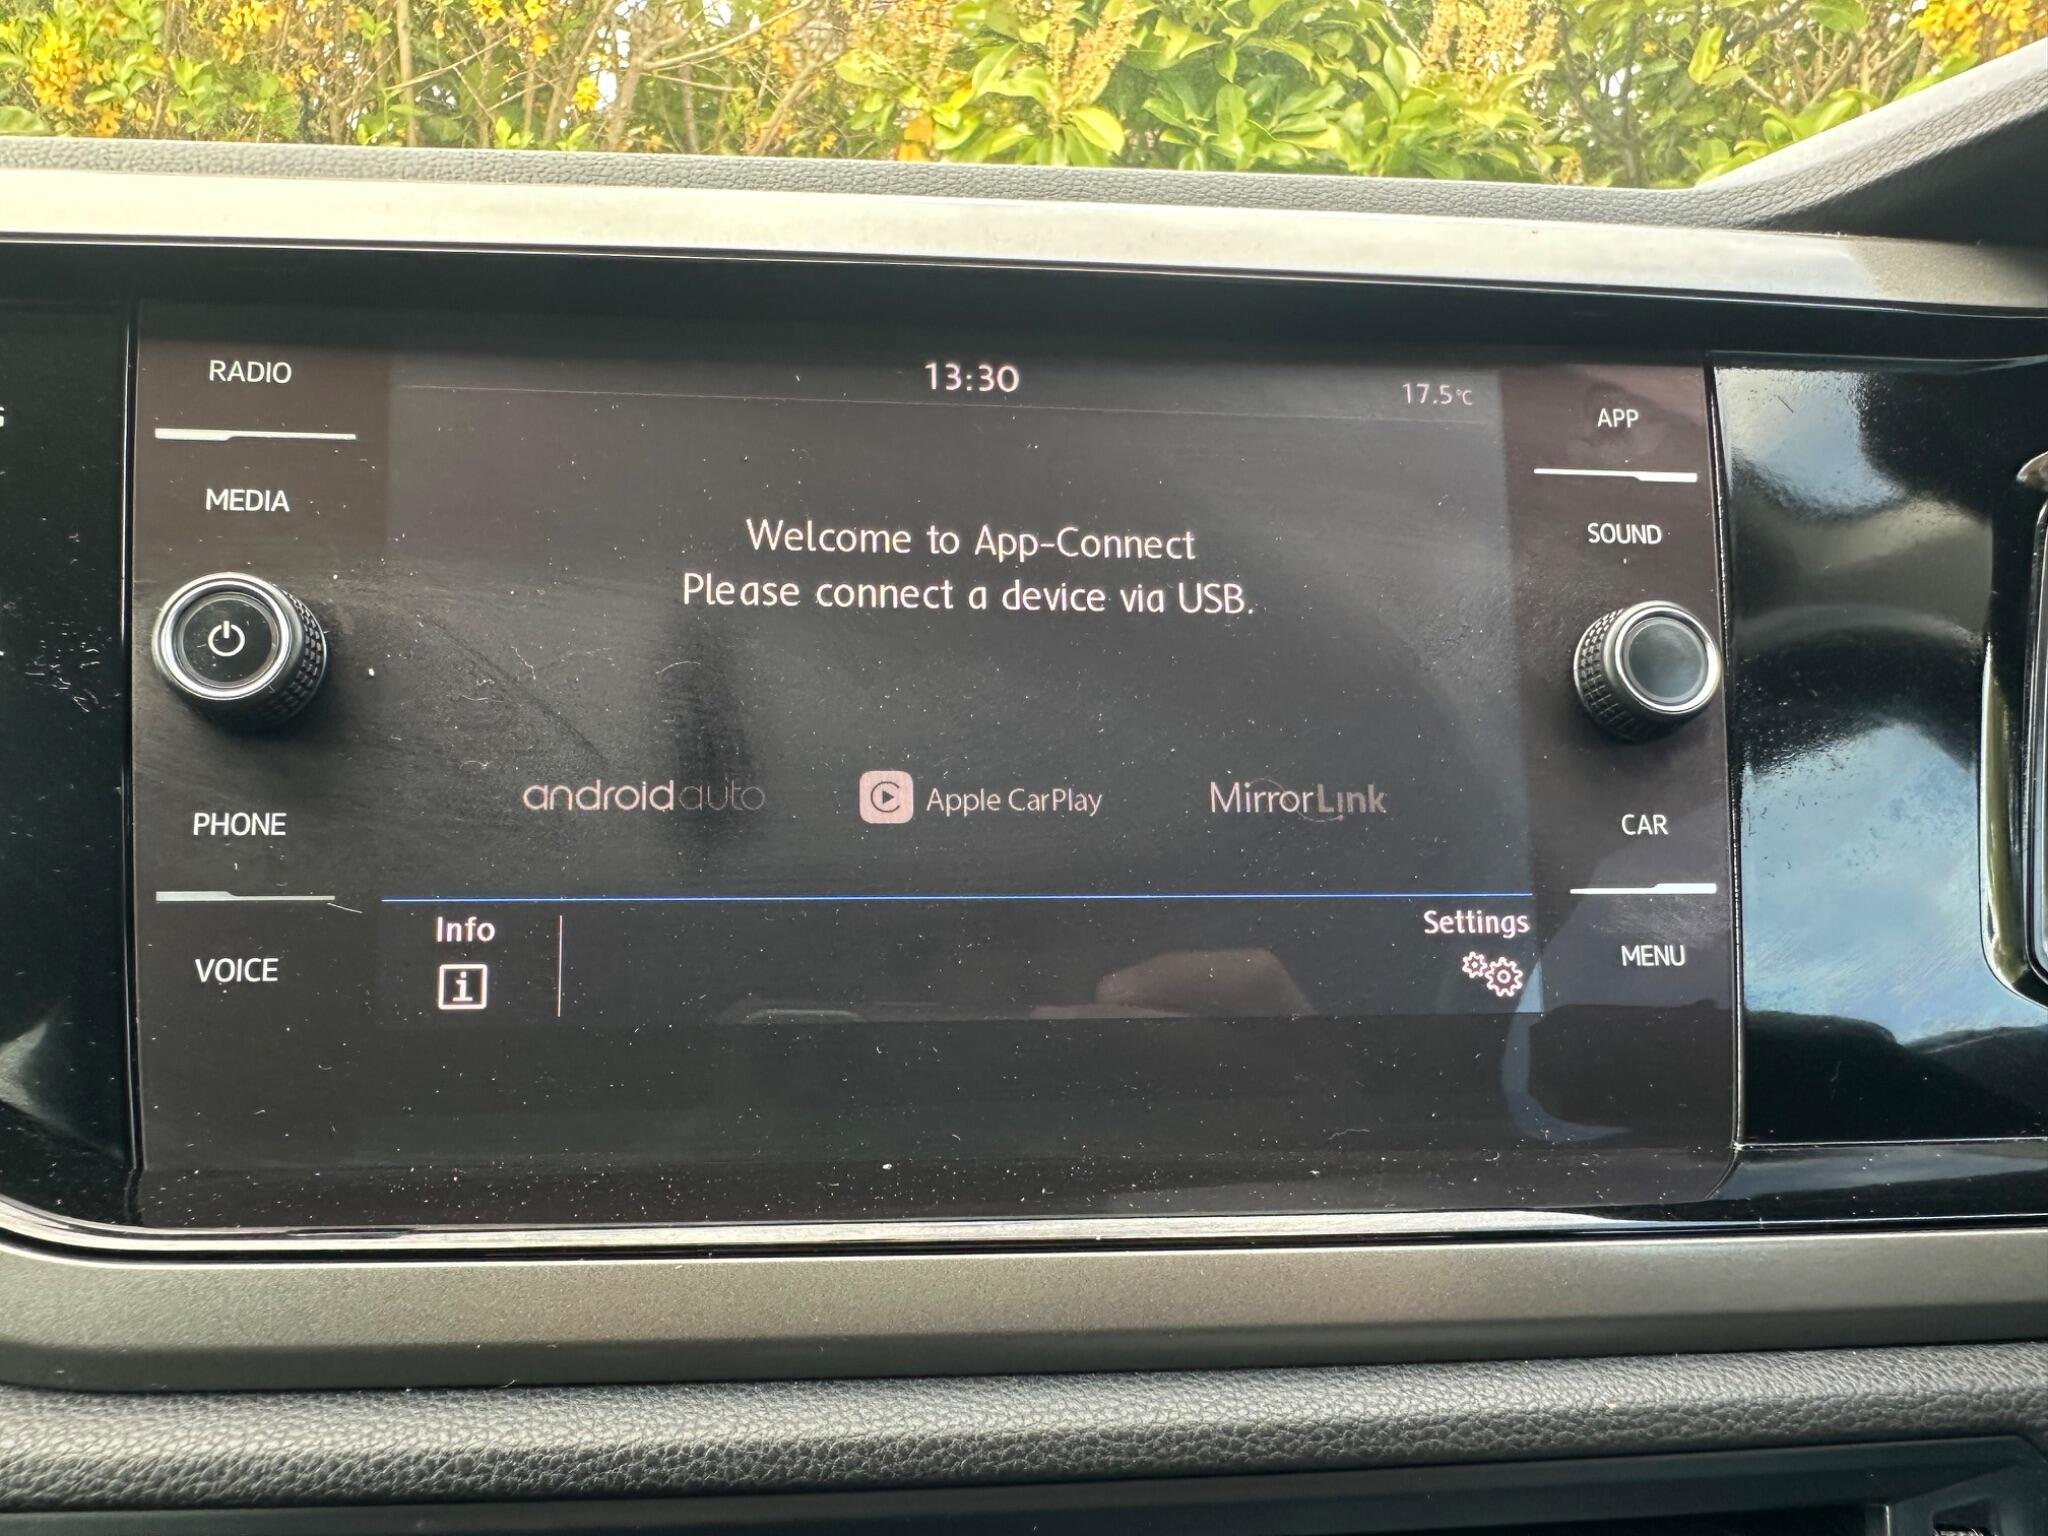 RADIO
MEDIA
PHONE
VOICE
13:30
17.5°C
Welcome to App-Connect
Please connect a device via USB.
androidauto
Apple CarPlay
MirrorLink
Info
i
Settings
APP
SOUND
CAR
MENU